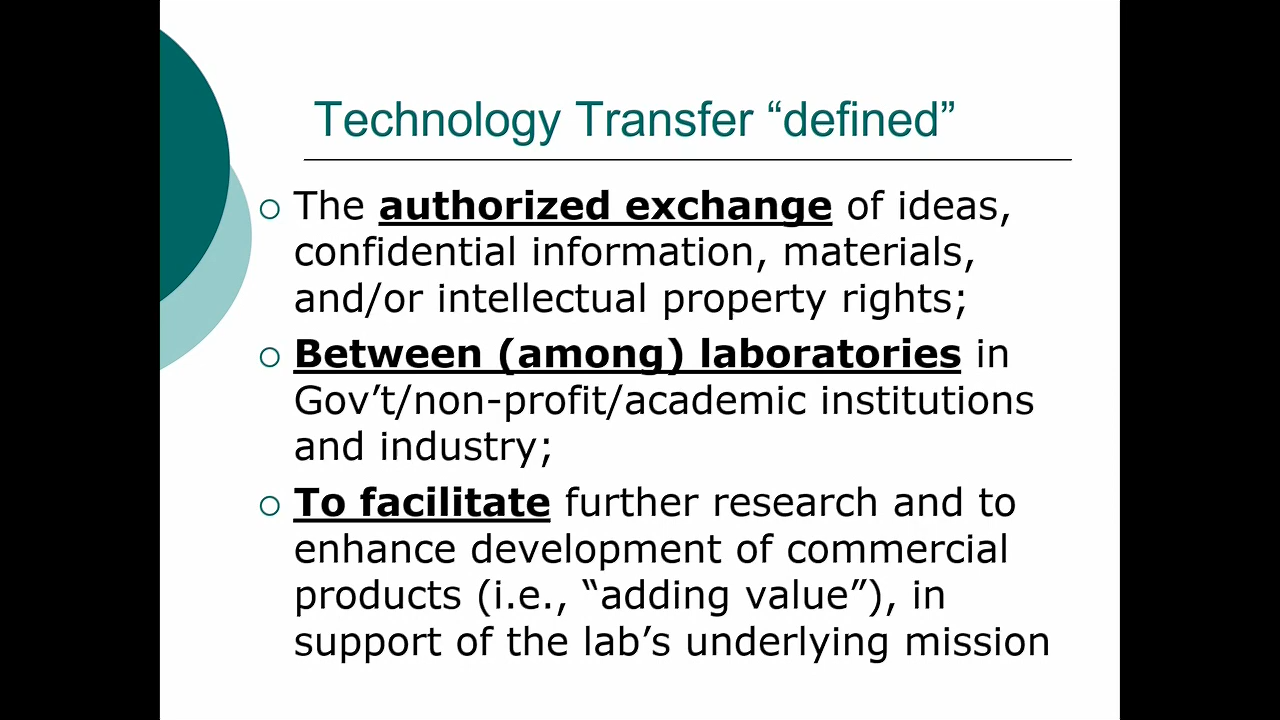 Technology Transfer “defined”
The authorized exchange of ideas,
confidential information, materials,
and/or intellectual property rights;
Between (among) laboratories in
Gov’t/non-profit/academic institutions
and industry;
To facilitate further research and to
enhance development of commercial
products (i.e., “adding value”), in
support of the lab’s underlying mission